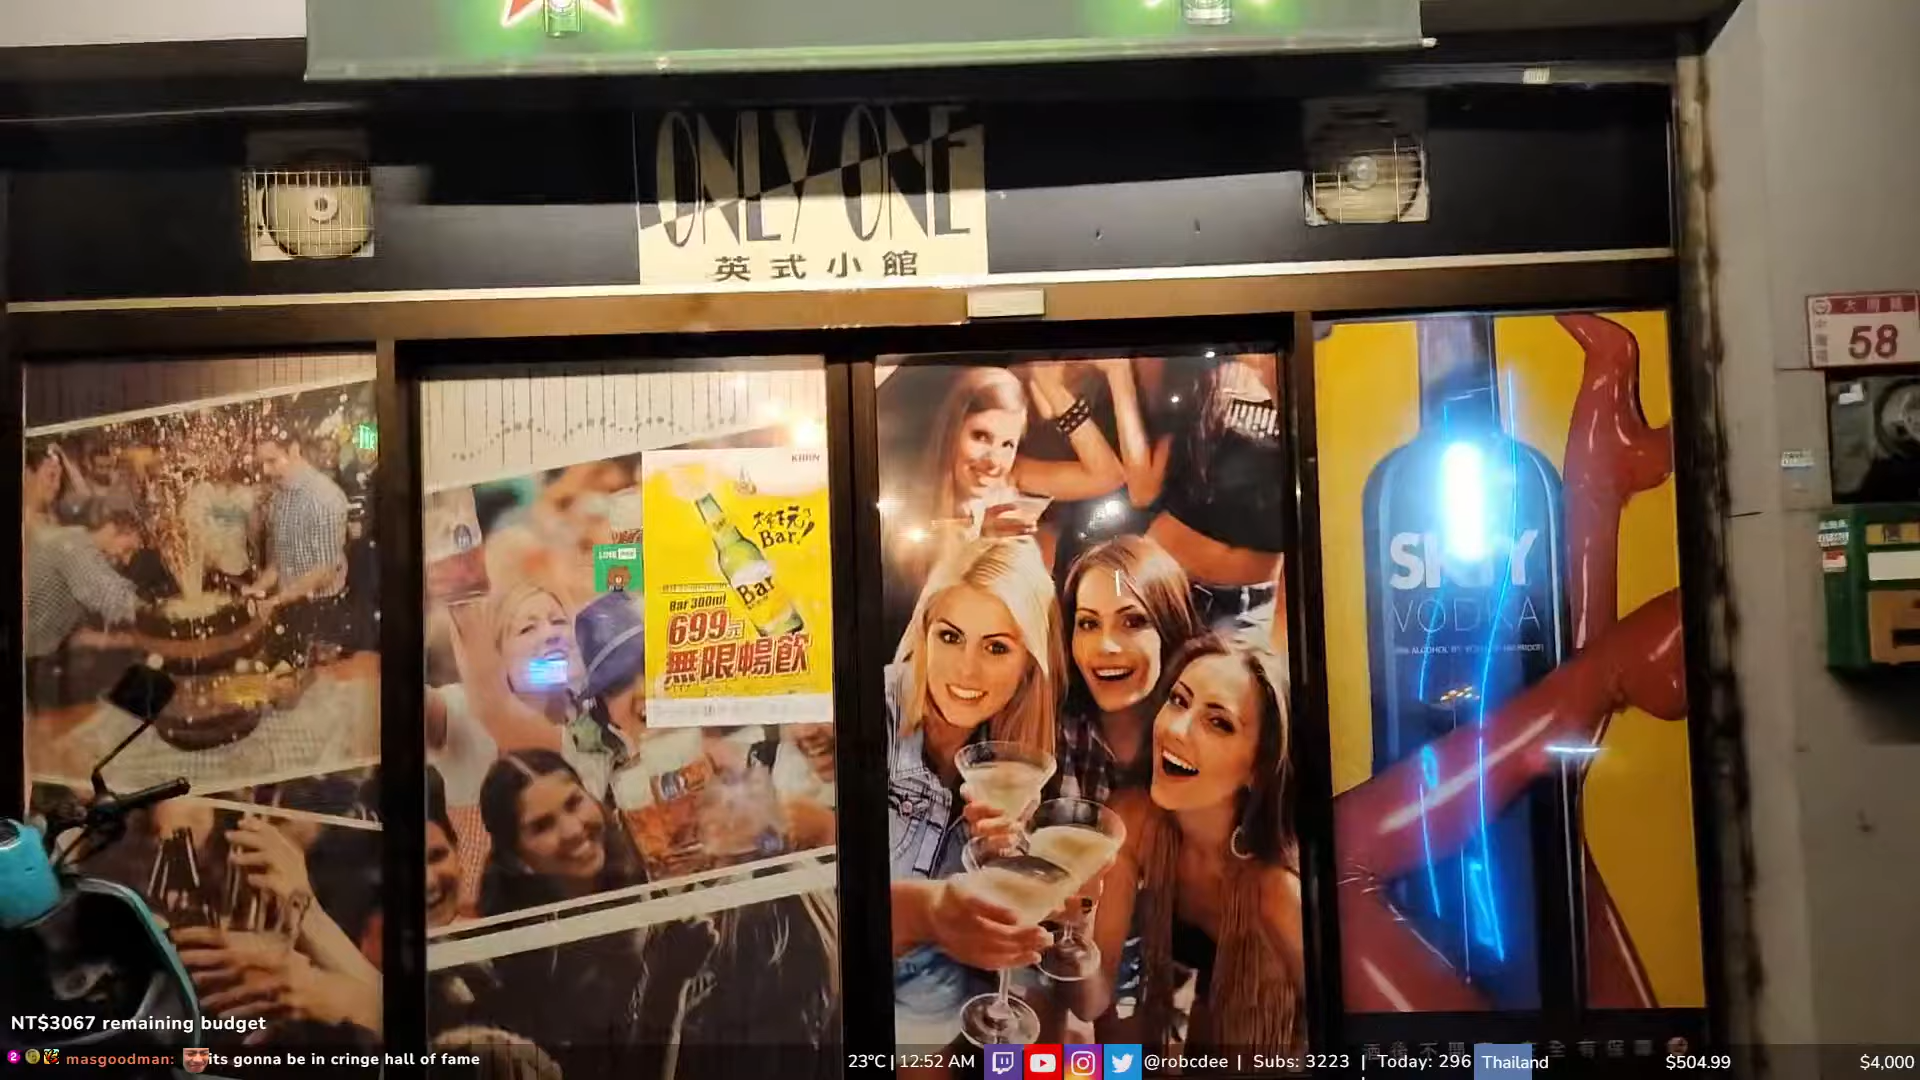 ONLY ONE
英式小館
58
KIRIN
Bar!
Bar
Bar 300ml
699元
無限暢飲
SKYY
VODKA
NT$3067 remaining budget
masgoodman: its gonna be in cringe hall of fame
23°C | 12:52 AM @robcdee | Subs: 3223 | Today: 296 Thailand $504.99 $4,000